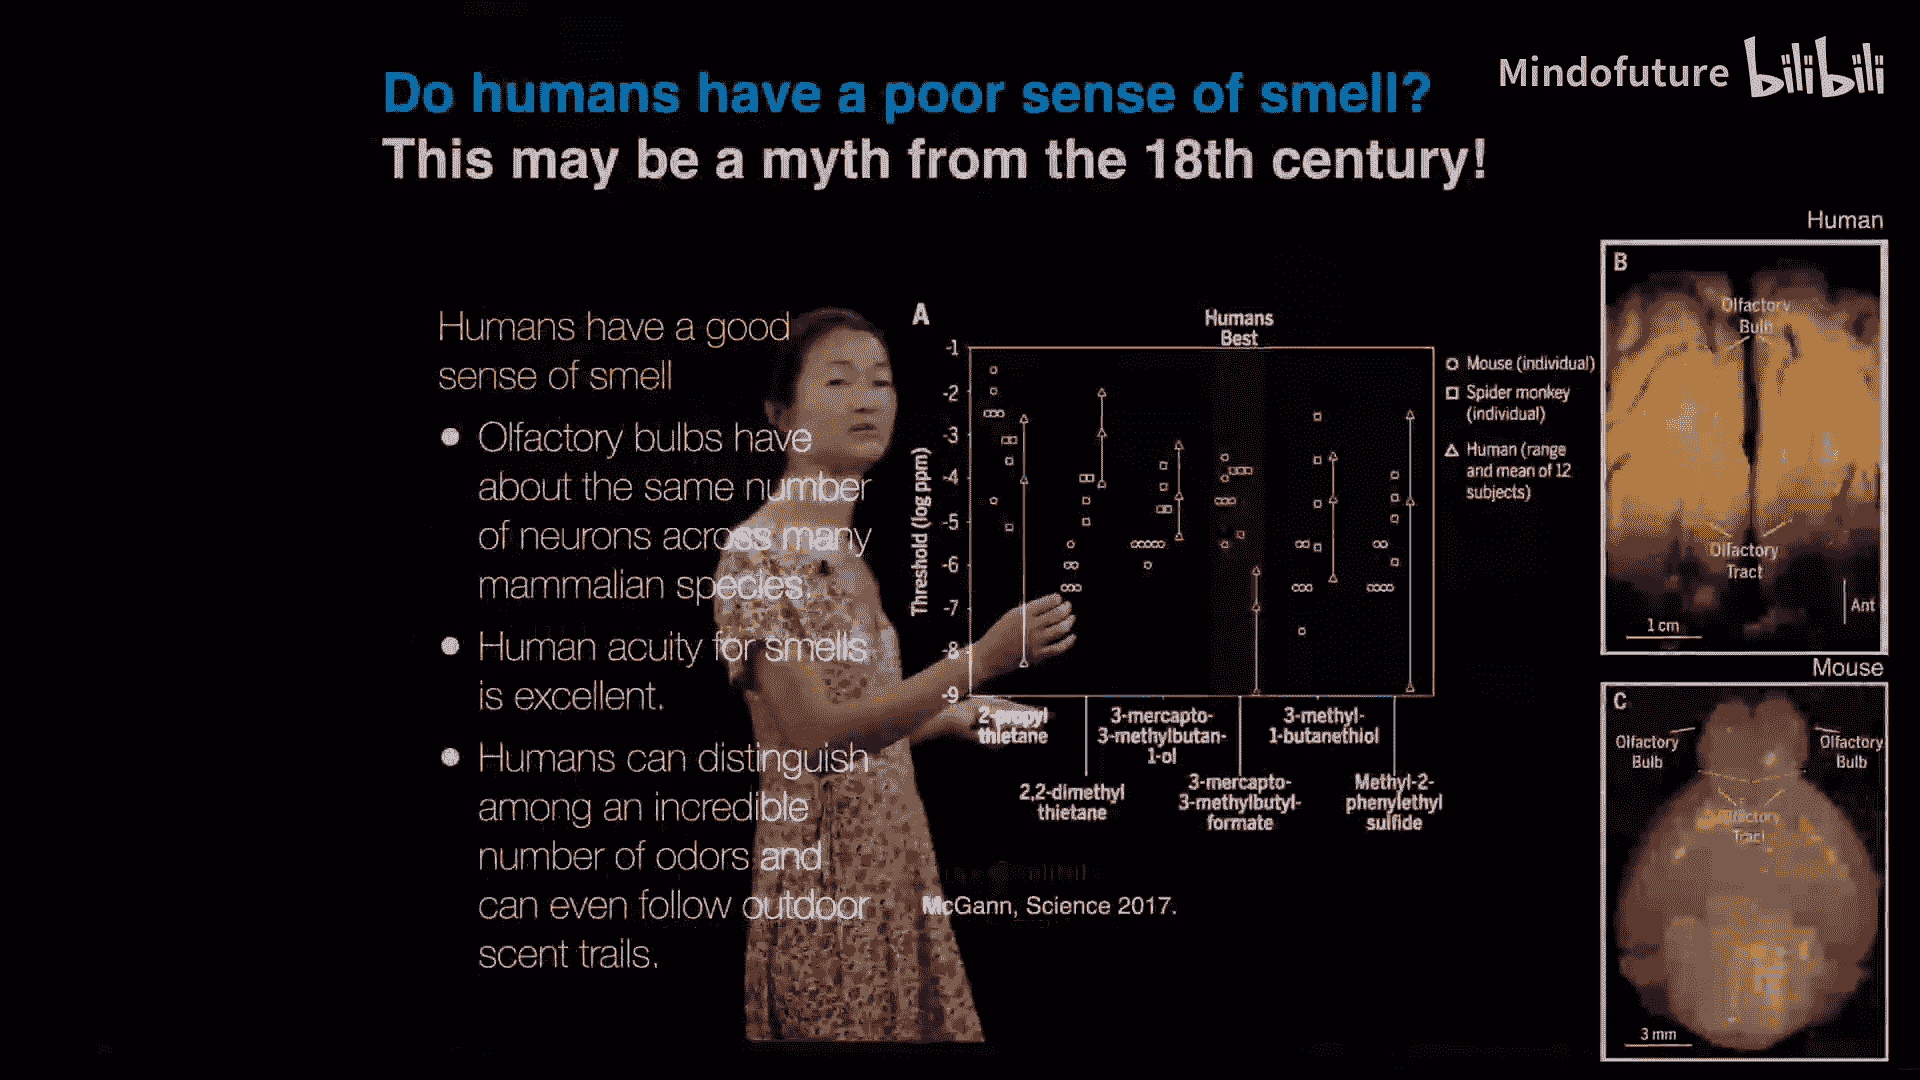 Mindofuture bilibili
Do humans have a poor sense of smell?
This may be a myth from the 18th century!
Humans have a good
sense of smell
● Olfactory bulbs have
about the same number
of neurons across many
mammalian species.
● Human acuity for smells
is excellent.
● Humans can distinguish
among an incredible
number of odors and
can even follow outdoor
scent trails.
A
Humans
Best
-1
-2
-3
-4
-5
-6
-7
-8
-9
Threshold (log ppm)
Mouse (individual)
Spider monkey
(individual)
Human (range
and mean of 12
subjects)
2-propyl
thietane
2,2-dimethyl
thietane
3-mercapto-
3-methylbutan-
1-ol
3-mercapto-
3-methylbutyl-
formate
3-methyl-
1-butanethiol
Methyl-2-
phenylethyl
sulfide
McGann, Science 2017.
Human
B
Olfactory
Bulb
Olfactory
Tract
Ant
1 cm
Mouse
C
Olfactory
Bulb
Olfactory
Bulb
Olfactory
Tract
3 mm